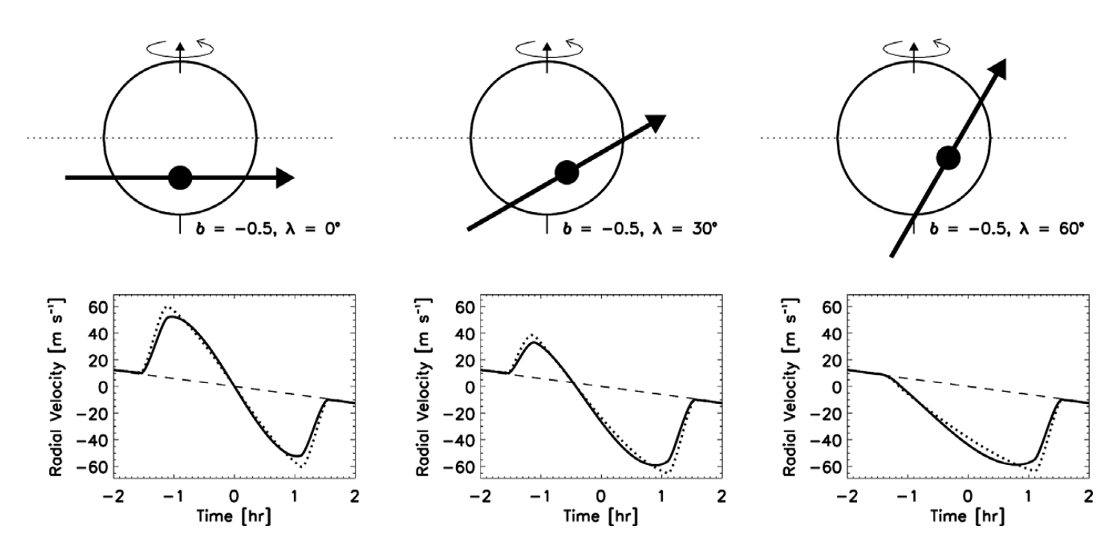 b = −0.5, λ = 0°
b = −0.5, λ = 30°
b = −0.5, λ = 60°
Radial Velocity [m s⁻¹]
60
40
20
0
−20
−40
−60
−2 −1 0 1 2
Time [hr]
Radial Velocity [m s⁻¹]
60
40
20
0
−20
−40
−60
−2 −1 0 1 2
Time [hr]
Radial Velocity [m s⁻¹]
60
40
20
0
−20
−40
−60
−2 −1 0 1 2
Time [hr]